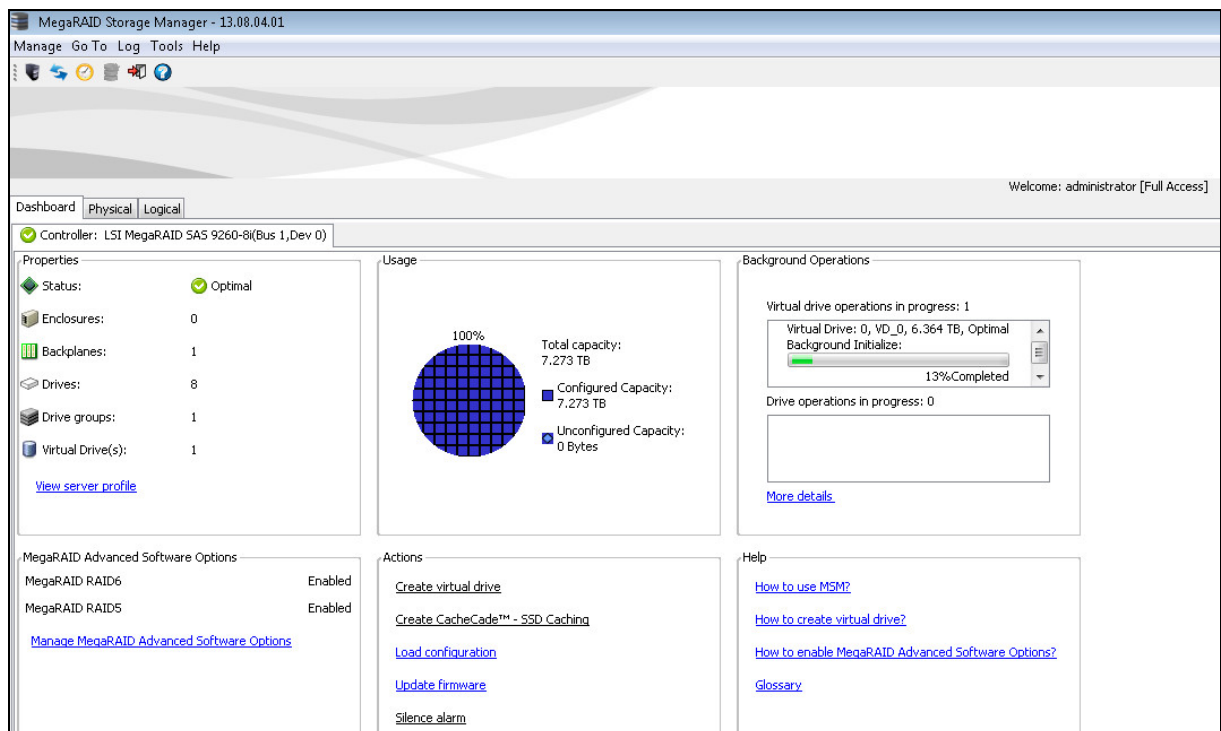 MegaRAID Storage Manager - 13.08.04.01
Manage Go To Log Tools Help
Welcome: administrator [Full Access]
Dashboard Physical Logical
Controller: LSI MegaRAID SAS 9260-8i(Bus 1,Dev 0)
Properties
Status: Optimal
Enclosures: 0
Backplanes: 1
Drives: 8
Drive groups: 1
Virtual Drive(s): 1
View server profile
Usage
100%
Total capacity:
7.273 TB
Configured Capacity:
7.273 TB
Unconfigured Capacity:
0 Bytes
Background Operations
Virtual drive operations in progress: 1
Virtual Drive: 0, VD_0, 6.364 TB, Optimal
Background Initialize:
13%Completed
Drive operations in progress: 0
More details
MegaRAID Advanced Software Options
MegaRAID RAID6 Enabled
MegaRAID RAID5 Enabled
Manage MegaRAID Advanced Software Options
Actions
Create virtual drive
Create CacheCade™ - SSD Caching
Load configuration
Update firmware
Silence alarm
Help
How to use MSM?
How to create virtual drive?
How to enable MegaRAID Advanced Software Options?
Glossary